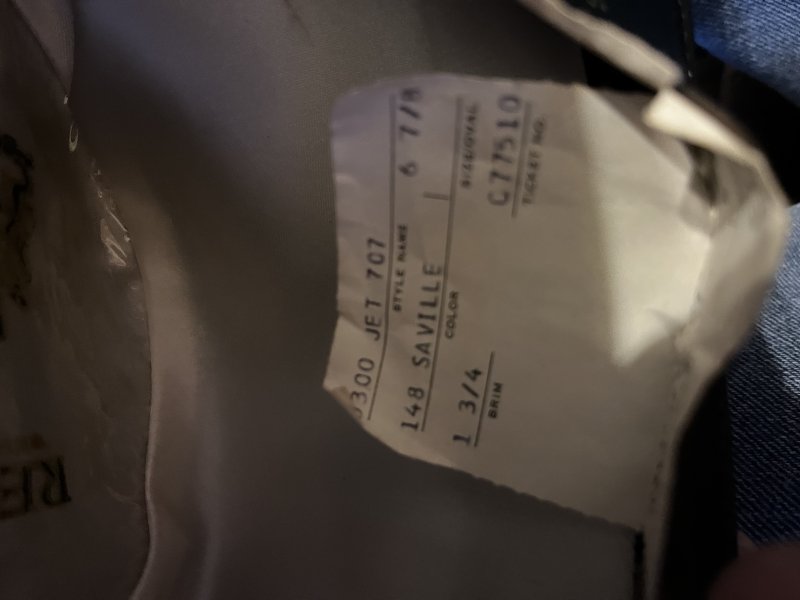 0300 JET 707 6 7/8
STYLE NAME SIZE/OVAL
148 SAVILLE
COLOR
1 3/4 C77510
BRIM TICKET NO.
RE